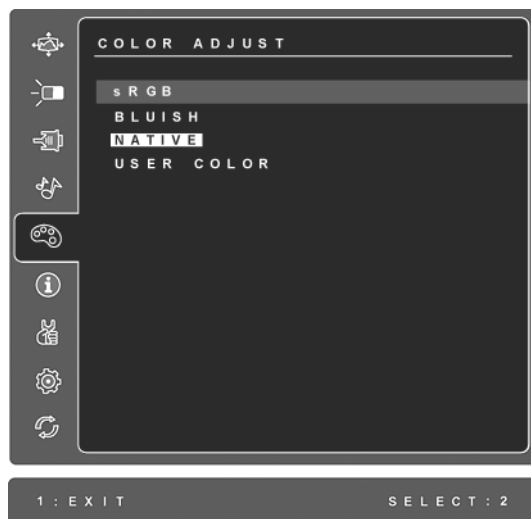 COLOR ADJUST
sRGB
BLUISH
NATIVE
USER COLOR
1:EXIT SELECT:2